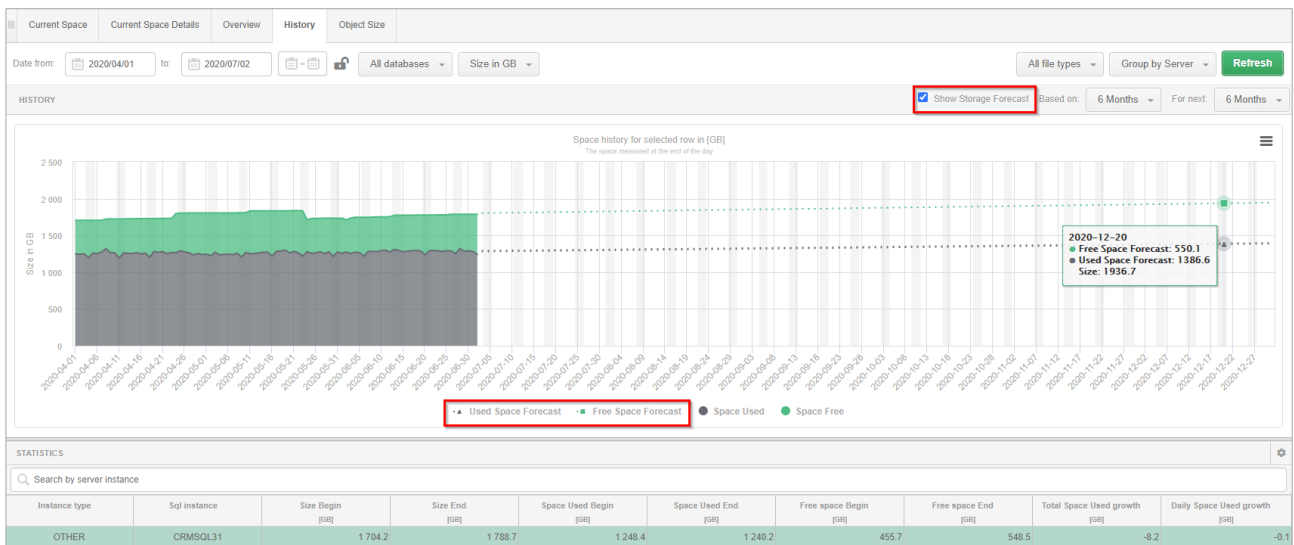 Current Space Current Space Details Overview History Object Size
Date from: 2020/04/01 to: 2020/07/02 All databases Size in GB All file types Group by Server Refresh
HISTORY Show Storage Forecast Based on: 6 Months For next: 6 Months
Space history for selected row in [GB]
The space measured at the end of the day
Size in GB
2 500
2 000
1 500
1 000
500
0
2020-12-20
Free Space Forecast: 550.1
Used Space Forecast: 1386.6
Size: 1936.7
2020-04-01 2020-04-06 2020-04-11 2020-04-16 2020-04-21 2020-04-26 2020-05-01 2020-05-06 2020-05-11 2020-05-16 2020-05-21 2020-05-26 2020-05-31 2020-06-05 2020-06-10 2020-06-15 2020-06-20 2020-06-25 2020-06-30 2020-07-05 2020-07-10 2020-07-15 2020-07-20 2020-07-25 2020-07-30 2020-08-04 2020-08-09 2020-08-14 2020-08-19 2020-08-24 2020-08-29 2020-09-03 2020-09-08 2020-09-13 2020-09-18 2020-09-23 2020-09-28 2020-10-03 2020-10-08 2020-10-13 2020-10-18 2020-10-23 2020-10-28 2020-11-02 2020-11-07 2020-11-12 2020-11-17 2020-11-22 2020-11-27 2020-12-02 2020-12-07 2020-12-12 2020-12-17 2020-12-22 2020-12-27
Used Space Forecast Free Space Forecast Space Used Space Free
STATISTICS
Search by server instance
Instance type Sql instance Size Begin Size End Space Used Begin Space Used End Free space Begin Free space End Total Space Used growth Daily Space Used growth
[GB] [GB] [GB] [GB] [GB] [GB] [GB] [GB]
OTHER CRMSQL31 1 704.2 1 788.7 1 248.4 1 240.2 455.7 548.5 -8.2 -0.1